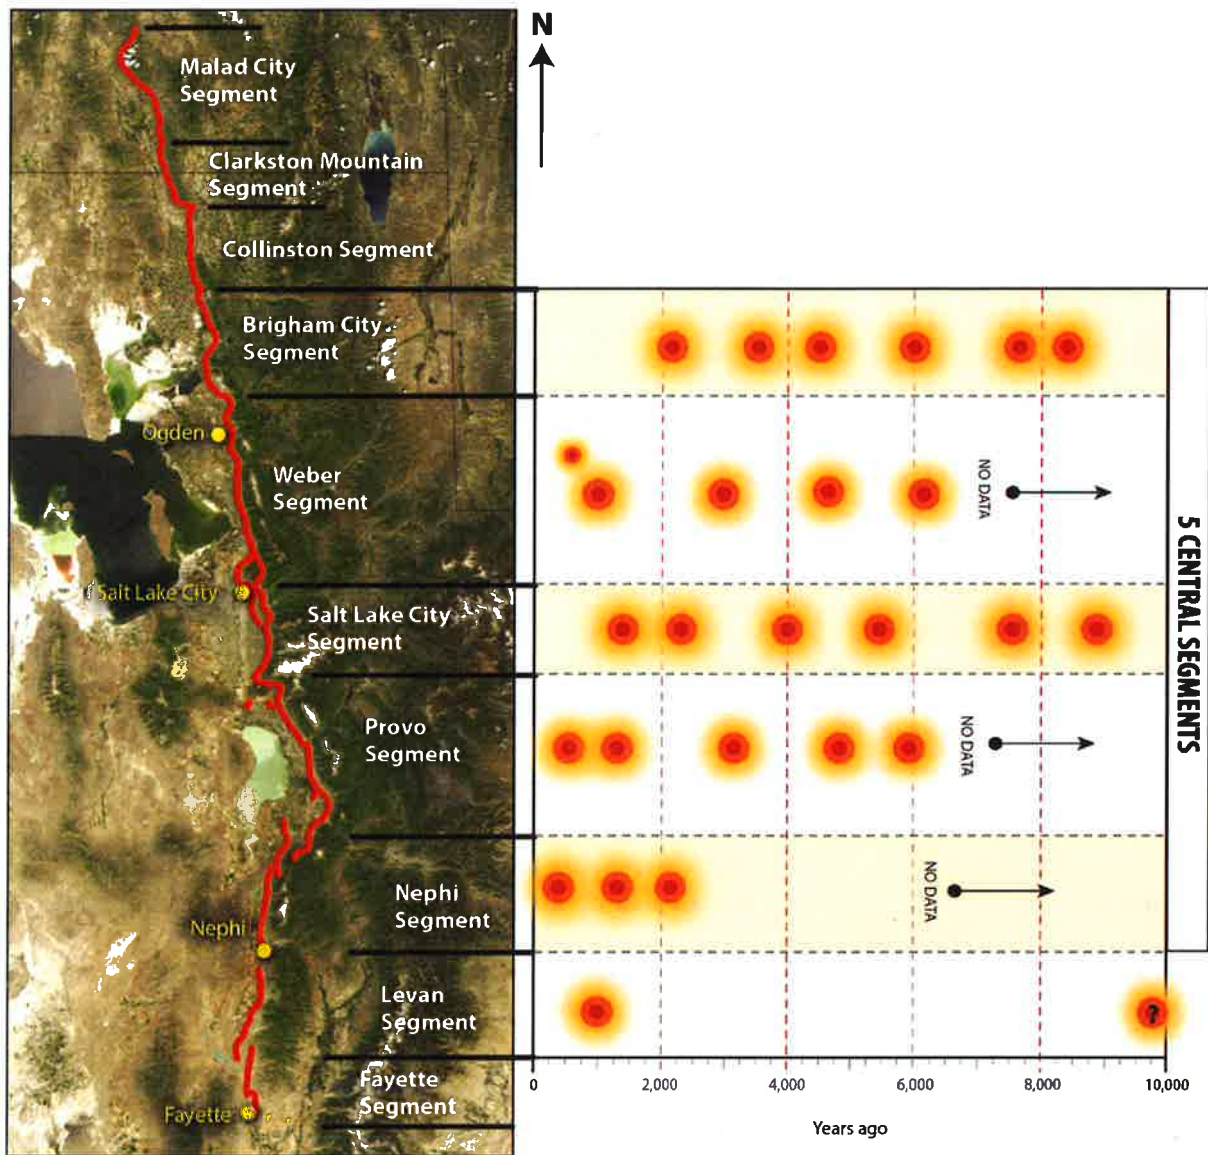 N
Malad City
Segment
Clarkston Mountain
Segment
Collinston Segment
Brigham City
Segment
Ogden
Weber
Segment
NO DATA
Salt Lake City
Salt Lake City
Segment
5 CENTRAL SEGMENTS
Provo
Segment
NO DATA
Nephi
Segment
NO DATA
Nephi
Levan
Segment
?
Fayette
Segment
Fayette
0
2,000
4,000
6,000
8,000
10,000
Years ago